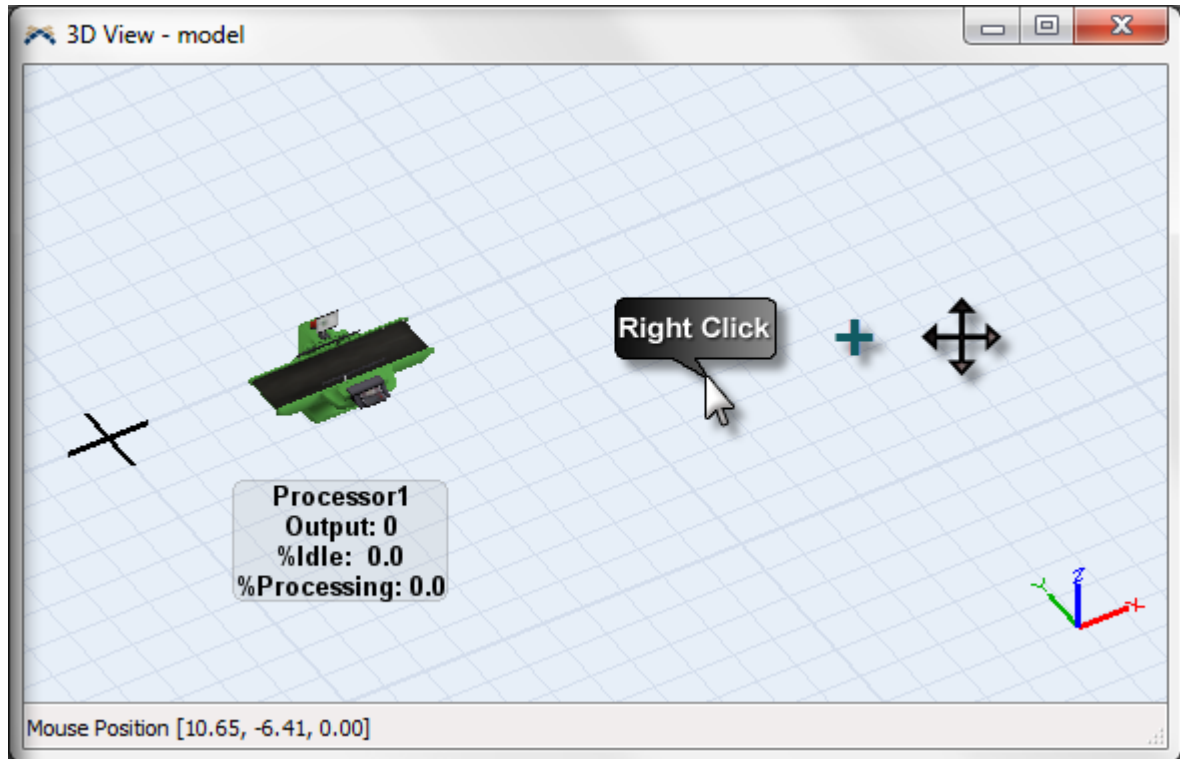 3D View - model
Right Click
Processor1
Output: 0
%Idle: 0.0
%Processing: 0.0
Z
Y
X
Mouse Position [10.65, -6.41, 0.00]